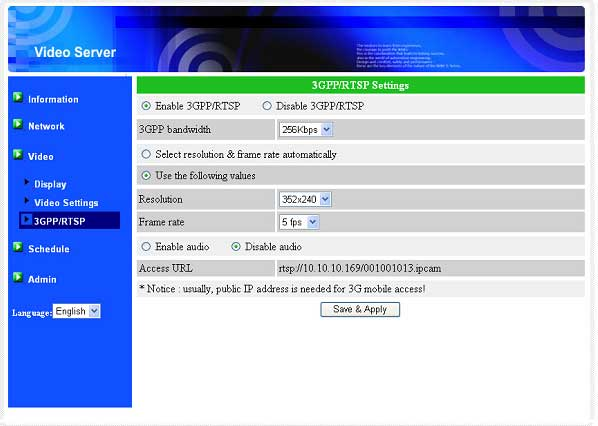 Video Server
3GPP/RTSP Settings
Information
Network
Video
Display
Video Settings
3GPP/RTSP
Schedule
Admin
Language: English
Enable 3GPP/RTSP Disable 3GPP/RTSP
3GPP bandwidth 256Kbps
Select resolution & frame rate automatically
Use the following values
Resolution 352x240
Frame rate 5 fps
Enable audio Disable audio
Access URL rtsp://10.10.10.169/001001013.ipcam
* Notice : usually, public IP address is needed for 3G mobile access!
Save & Apply